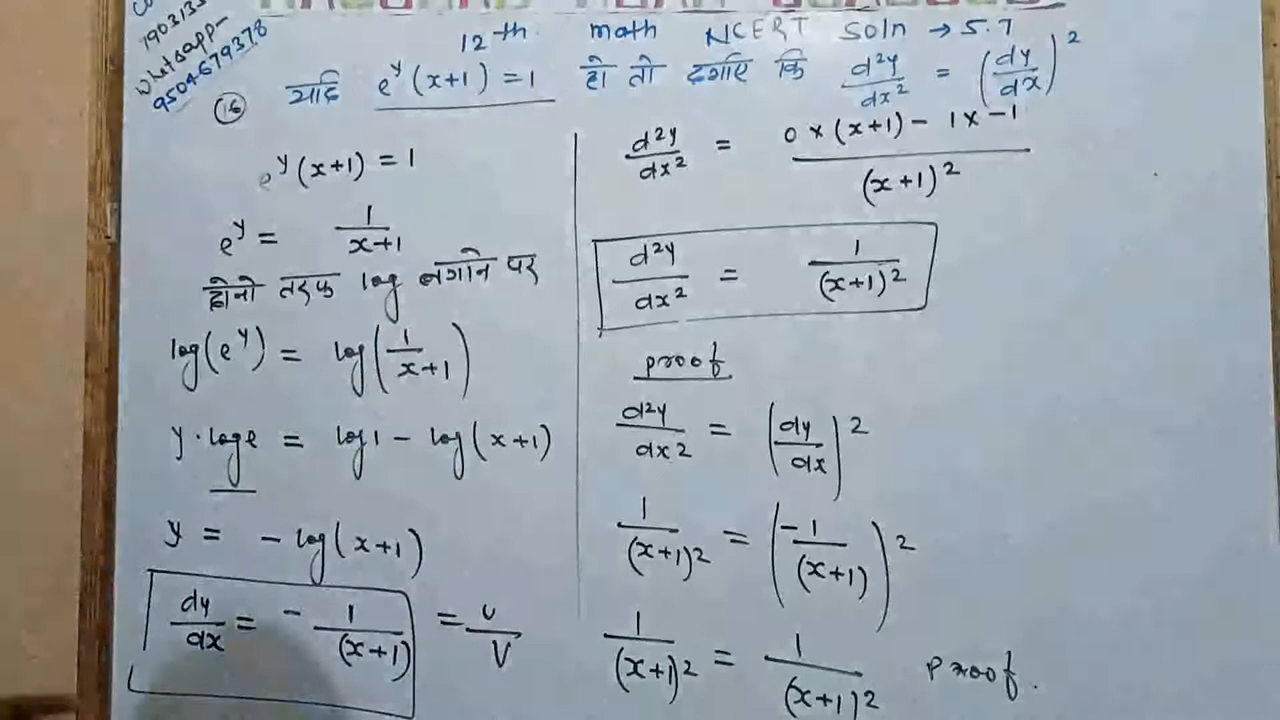 whatsapp-
9504679378
12th math NCERT Soln → 5.7
(16) यदि e^y (x+1) = 1 हो तो दर्शाए कि d²y/dx² = (dy/dx)²
e^y (x+1) = 1
e^y = 1/(x+1)
दोनो तरफ log लगाने पर
log(e^y) = log(1/(x+1))
y·loge = log1 - log(x+1)
y = - log(x+1)
dy/dx = - 1/(x+1) = u/v
d²y/dx² = (0×(x+1) - 1×-1)/(x+1)²
d²y/dx² = 1/(x+1)²
proof
d²y/dx² = (dy/dx)²
1/(x+1)² = (-1/(x+1))²
1/(x+1)² = 1/(x+1)² proof.